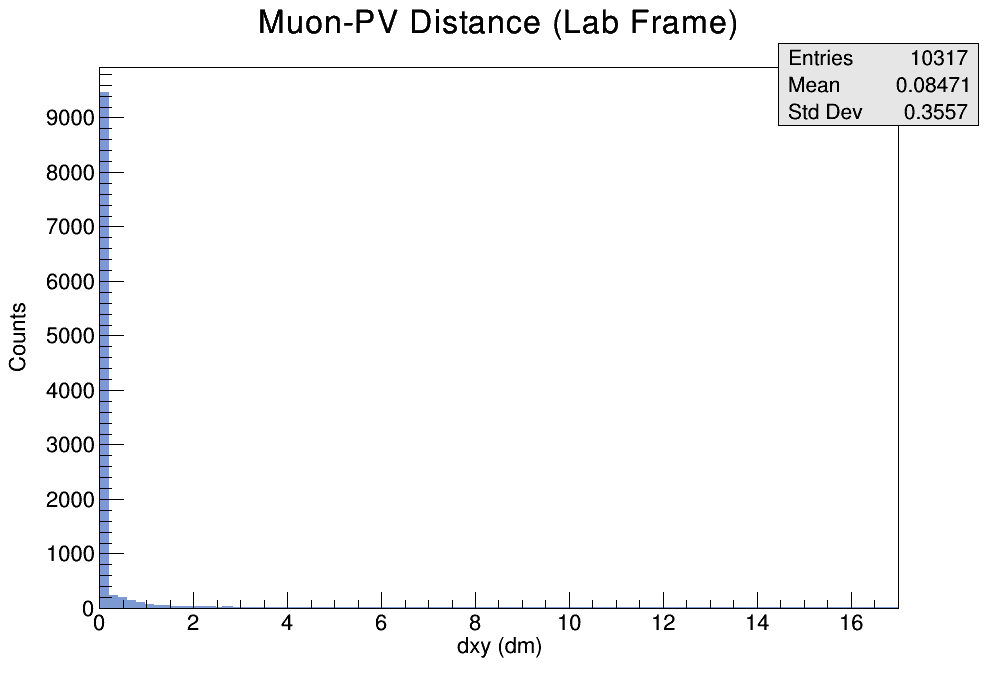 Muon-PV Distance (Lab Frame)
Entries 10317
Mean 0.08471
Std Dev 0.3557
Counts
9000
8000
7000
6000
5000
4000
3000
2000
1000
0
0 2 4 6 8 10 12 14 16
dxy (dm)